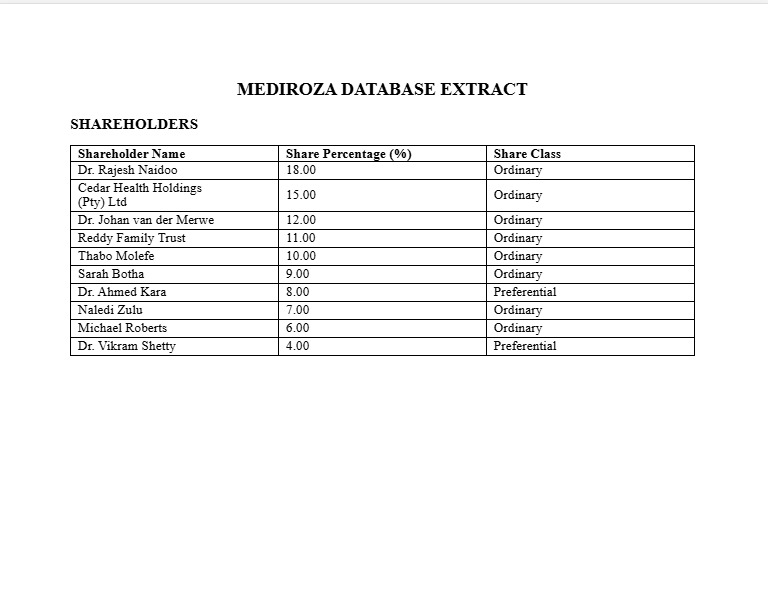 MEDIROZA DATABASE EXTRACT
SHAREHOLDERS
Shareholder Name Share Percentage (%) Share Class
Dr. Rajesh Naidoo 18.00 Ordinary
Cedar Health Holdings
(Pty) Ltd 15.00 Ordinary
Dr. Johan van der Merwe 12.00 Ordinary
Reddy Family Trust 11.00 Ordinary
Thabo Molefe 10.00 Ordinary
Sarah Botha 9.00 Ordinary
Dr. Ahmed Kara 8.00 Preferential
Naledi Zulu 7.00 Ordinary
Michael Roberts 6.00 Ordinary
Dr. Vikram Shetty 4.00 Preferential